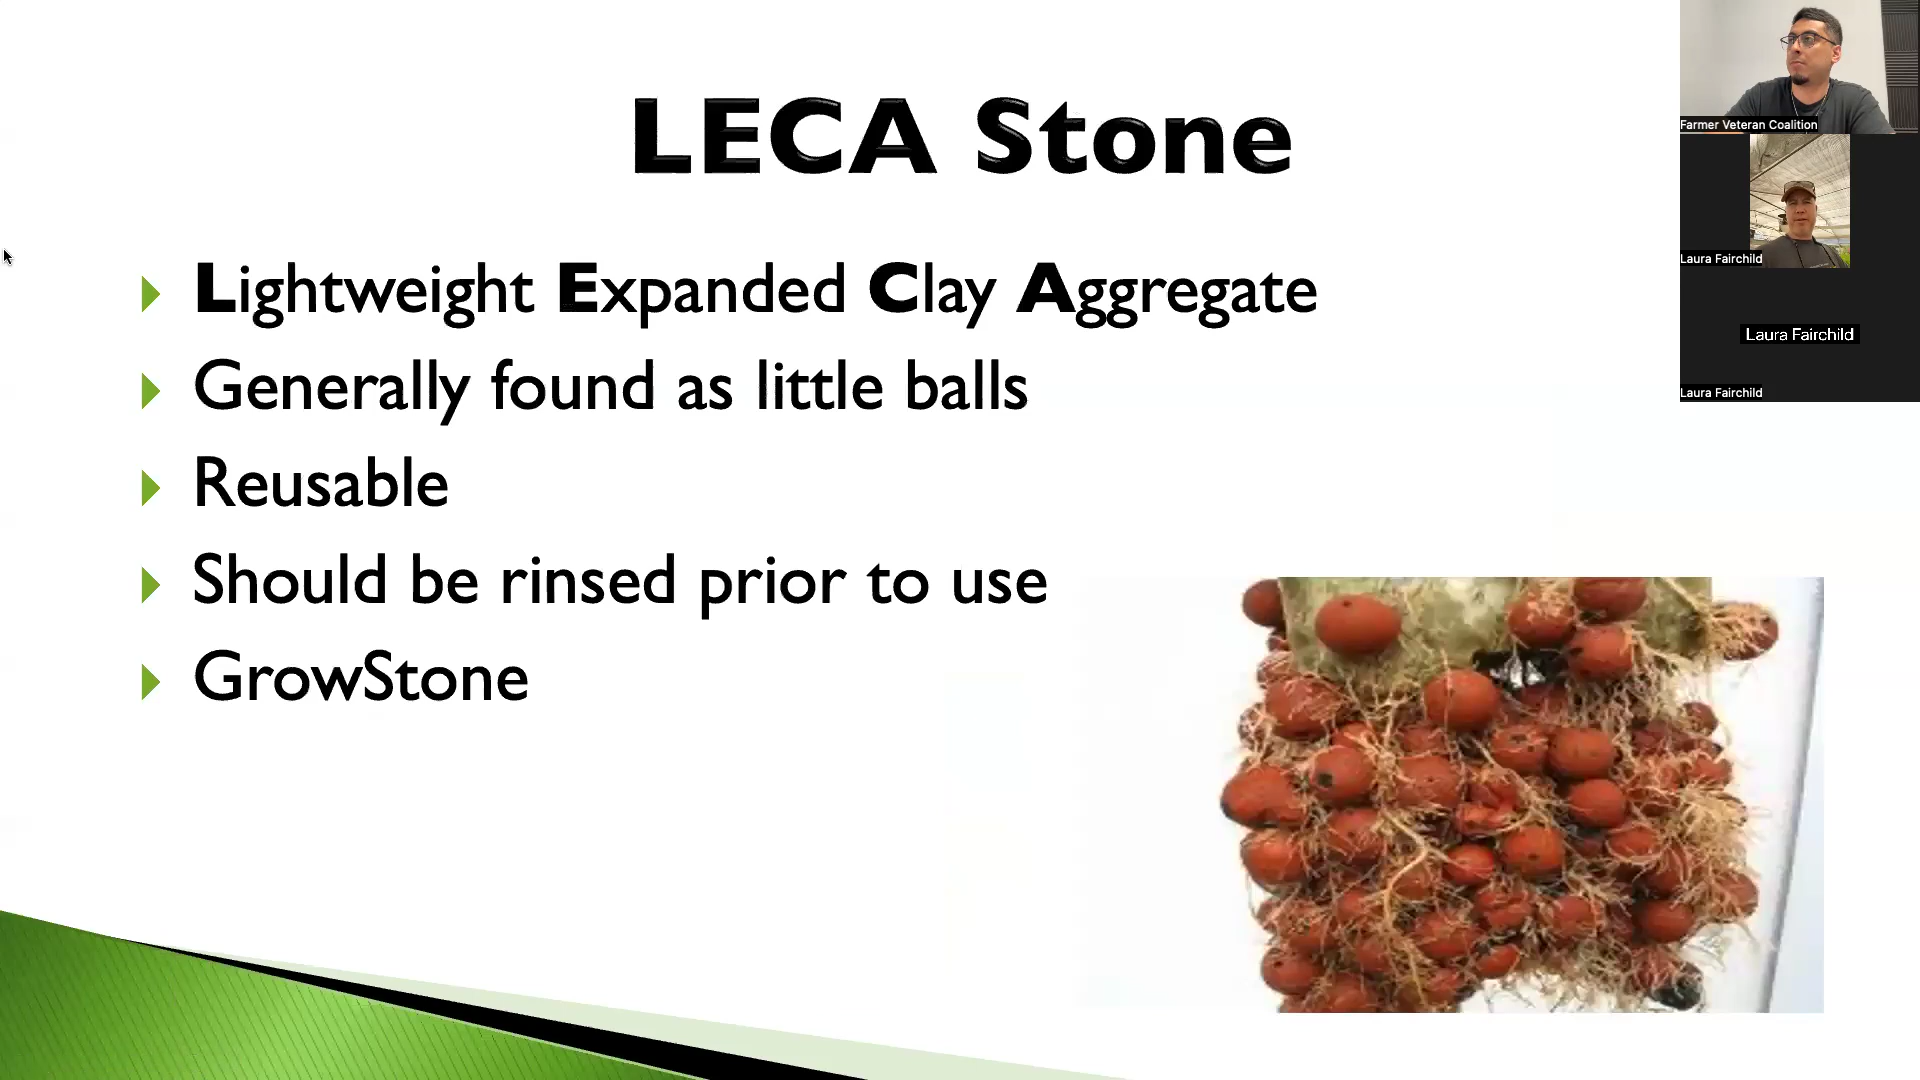 LECA Stone
Lightweight Expanded Clay Aggregate
Generally found as little balls
Reusable
Should be rinsed prior to use
GrowStone
Farmer Veteran Coalition
Laura Fairchild
Laura Fairchild
Laura Fairchild